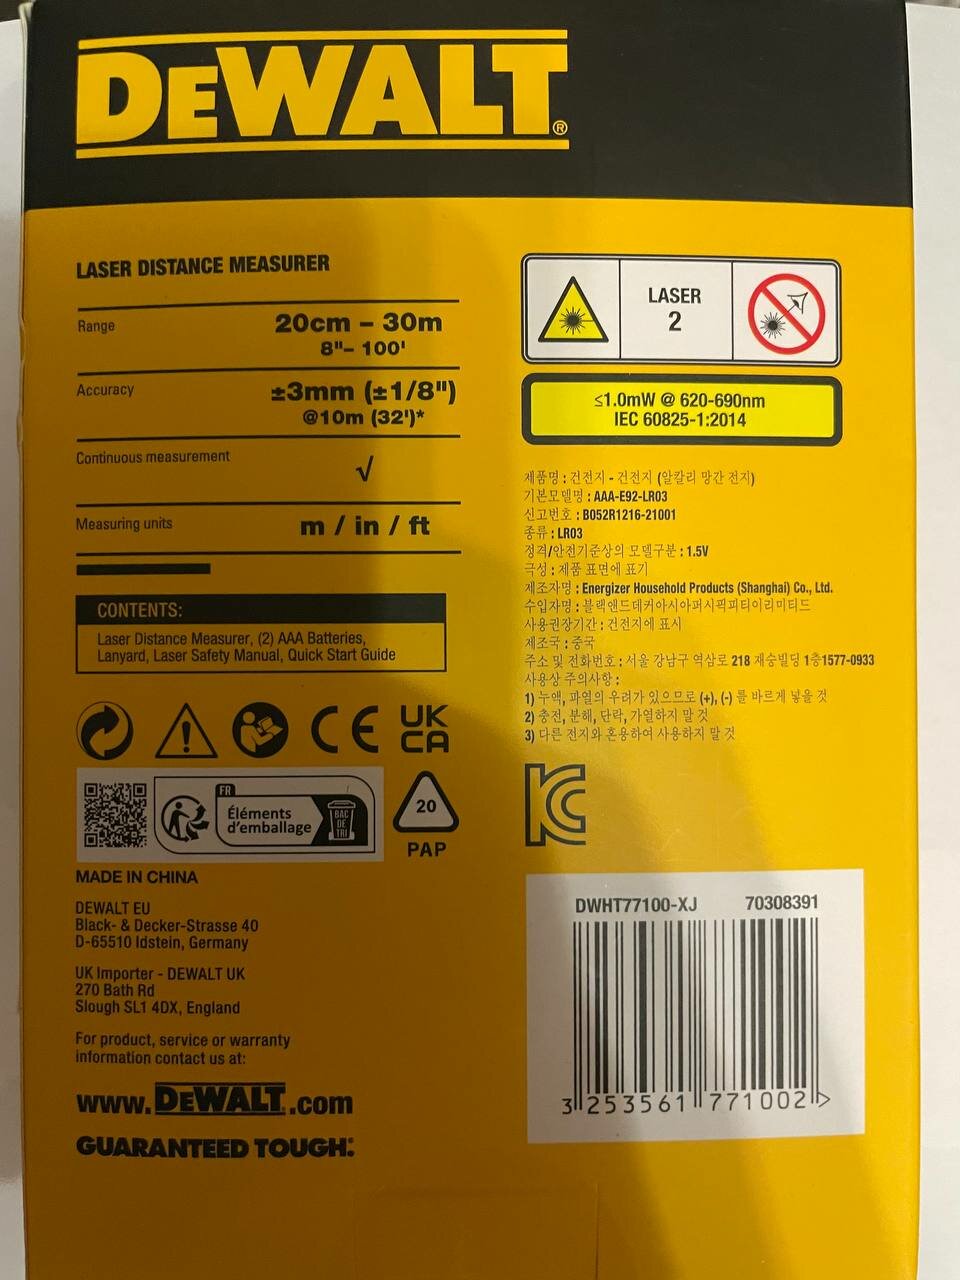 DEWALT®
LASER DISTANCE MEASURER
Range
20cm – 30m
8"– 100'
Accuracy
±3mm (±1/8")
@10m (32')*
Continuous measurement
√
Measuring units
m / in / ft
CONTENTS:
Laser Distance Measurer, (2) AAA Batteries,
Lanyard, Laser Safety Manual, Quick Start Guide
CE
UK
CA
FR
Éléments
d'emballage
BAC
DE
TRI
20
PAP
MADE IN CHINA
DEWALT EU
Black- & Decker-Strasse 40
D-65510 Idstein, Germany
UK Importer - DEWALT UK
270 Bath Rd
Slough SL1 4DX, England
For product, service or warranty
information contact us at:
www.DEWALT.com
GUARANTEED TOUGH.
LASER
2
≤1.0mW @ 620-690nm
IEC 60825-1:2014
제품명 : 건전지 - 건전지 (알칼리 망간 전지)
기본모델명 : AAA-E92-LR03
신고번호 : B052R1216-21001
종류 : LR03
정격/안전기준상의 모델구분 : 1.5V
극성 : 제품 표면에 표기
제조자명 : Energizer Household Products (Shanghai) Co., Ltd.
수입자명 : 블랙앤드데커아시아퍼시픽피티이리미티드
사용권장기간 : 건전지에 표시
제조국 : 중국
주소 및 전화번호 : 서울 강남구 역삼로 218 재승빌딩 1층1577-0933
사용상 주의사항 :
1) 누액, 파열의 우려가 있으므로 (+), (-) 를 바르게 넣을 것
2) 충전, 분해, 단락, 가열하지 말 것
3) 다른 전지와 혼용하여 사용하지 말 것
KC
DWHT77100-XJ 70308391
3 253561 771002 >